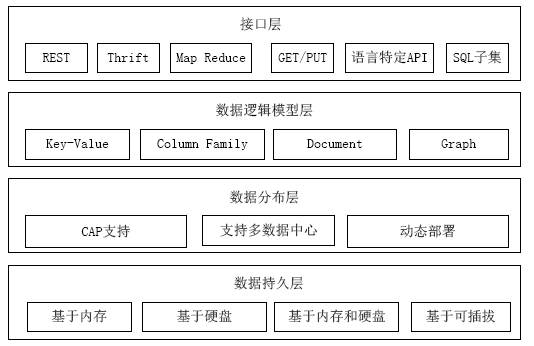 接口层
REST Thrift Map Reduce GET/PUT 语言特定API SQL子集
数据逻辑模型层
Key-Value Column Family Document Graph
数据分布层
CAP支持 支持多数据中心 动态部署
数据持久层
基于内存 基于硬盘 基于内存和硬盘 基于可插拔